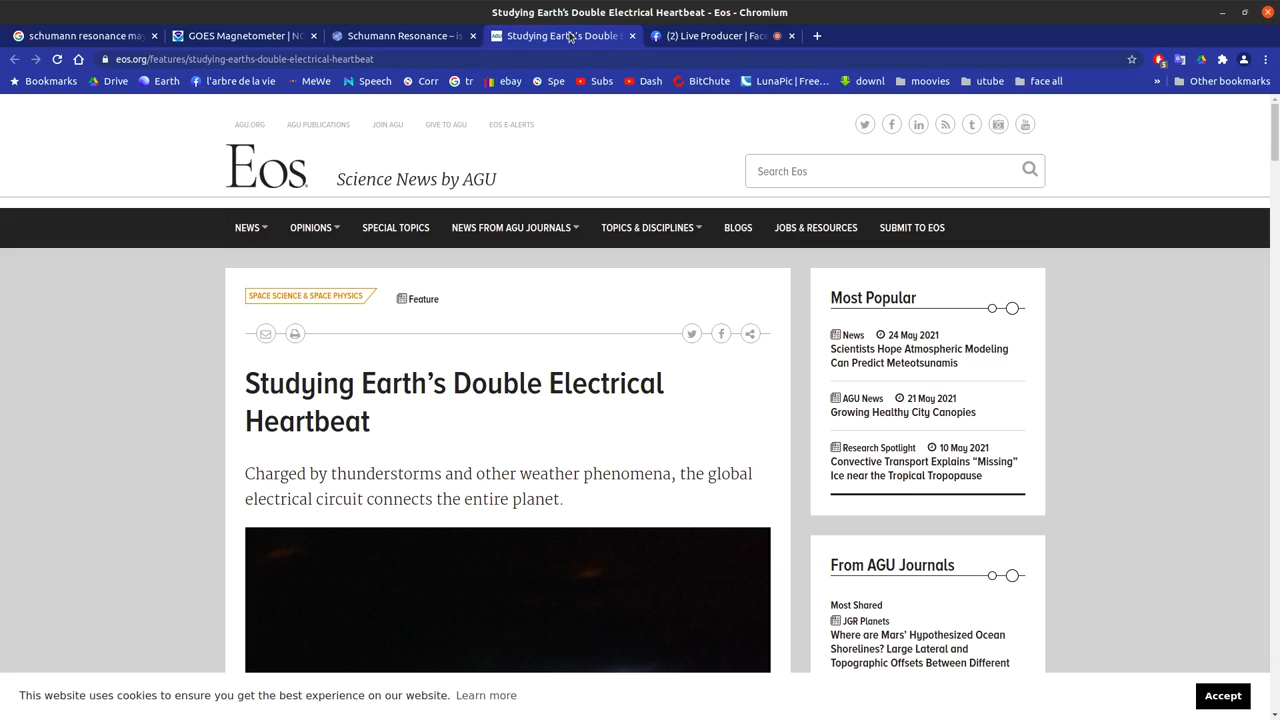 Studying Earth's Double Electrical Heartbeat - Eos - Chromium
schumann resonance may
GOES Magnetometer | NO
Schumann Resonance – is
Studying Earth's Double E
(2) Live Producer | Face
eos.org/features/studying-earths-double-electrical-heartbeat
Bookmarks Drive Earth l'arbre de la vie MeWe Speech Corr tr ebay Spe Subs Dash BitChute LunaPic | Free... downl moovies utube face all » Other bookmarks
AGU.ORG AGU PUBLICATIONS JOIN AGU GIVE TO AGU EOS E-ALERTS
Eos Science News by AGU
Search Eos
NEWS OPINIONS SPECIAL TOPICS NEWS FROM AGU JOURNALS TOPICS & DISCIPLINES BLOGS JOBS & RESOURCES SUBMIT TO EOS
SPACE SCIENCE & SPACE PHYSICS Feature
Studying Earth's Double Electrical
Heartbeat
Charged by thunderstorms and other weather phenomena, the global
electrical circuit connects the entire planet.
Most Popular
News 24 May 2021
Scientists Hope Atmospheric Modeling
Can Predict Meteotsunamis
AGU News 21 May 2021
Growing Healthy City Canopies
Research Spotlight 10 May 2021
Convective Transport Explains “Missing”
Ice near the Tropical Tropopause
From AGU Journals
Most Shared
JGR Planets
Where are Mars' Hypothesized Ocean
Shorelines? Large Lateral and
Topographic Offsets Between Different
This website uses cookies to ensure you get the best experience on our website. Learn more
Accept